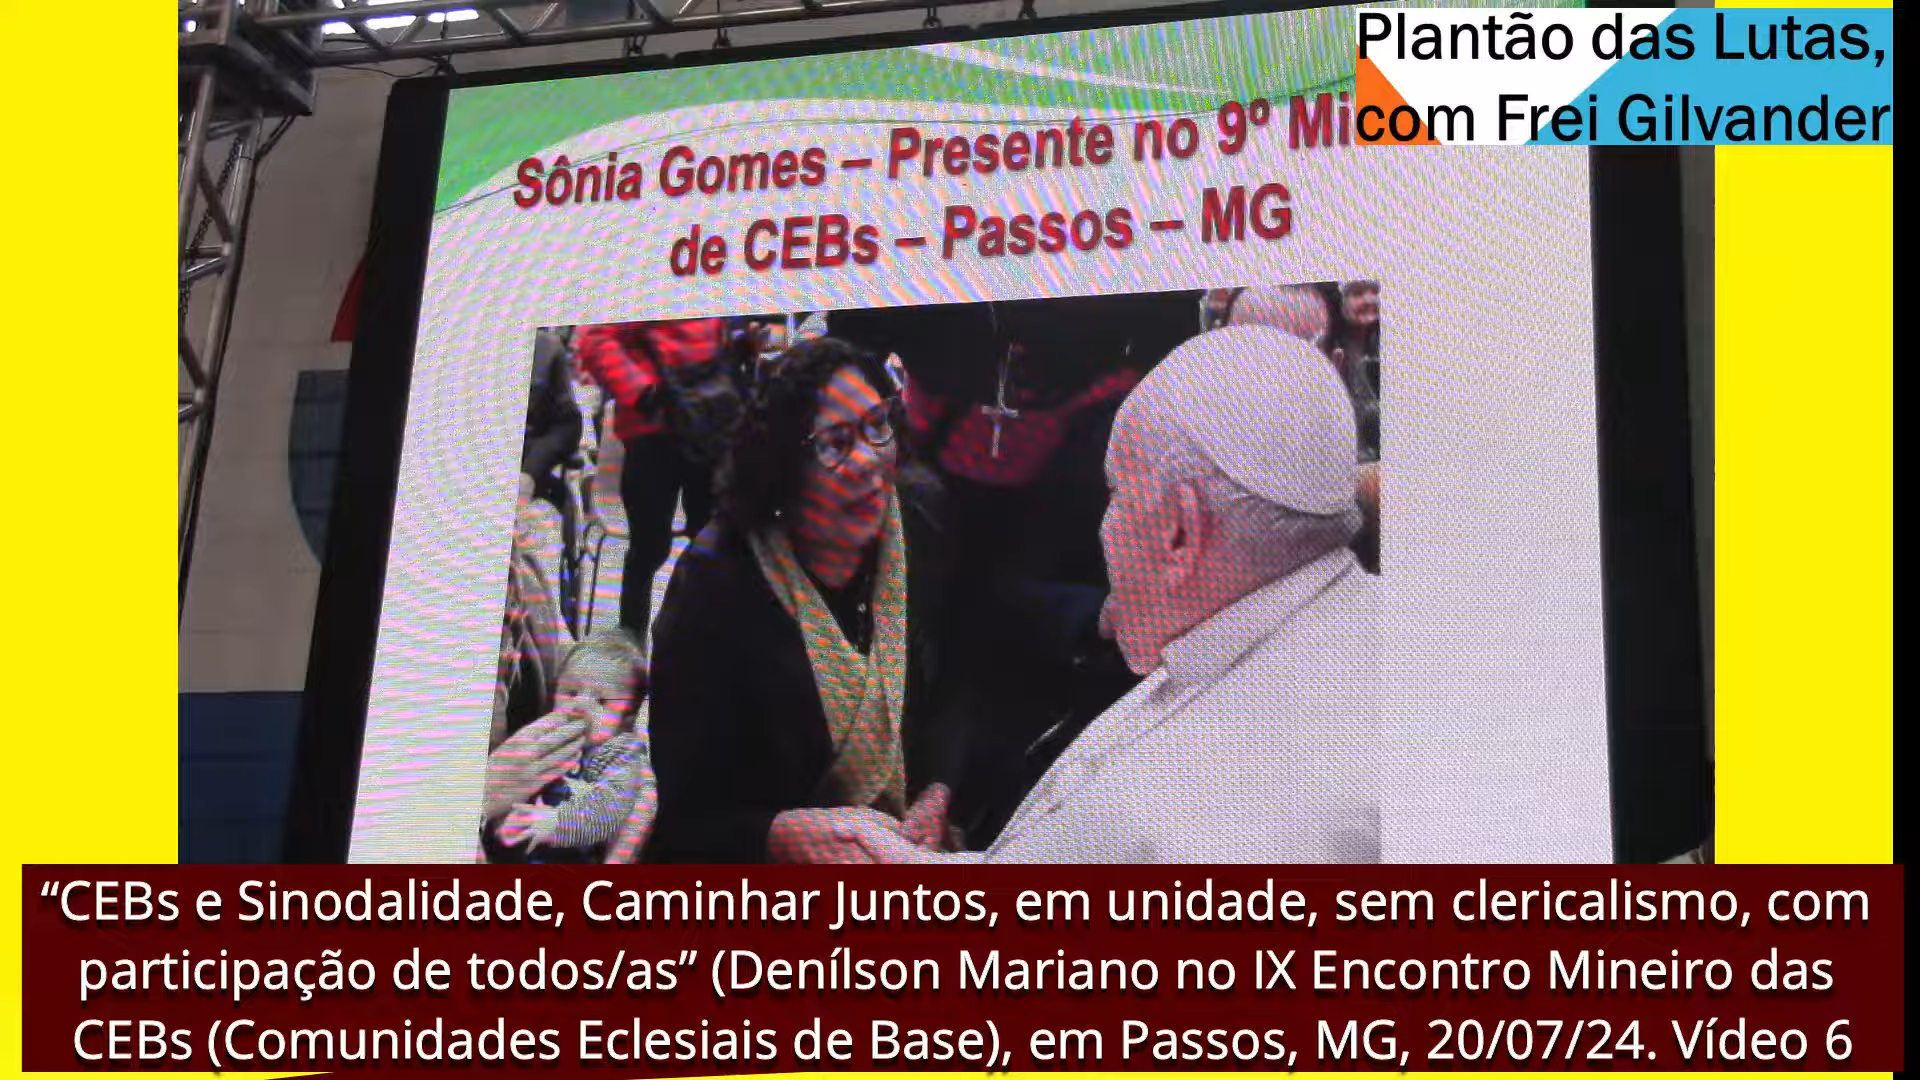 Plantão das Lutas,
com Frei Gilvander
Sônia Gomes – Presente no 9º Mi
de CEBs – Passos – MG
“CEBs e Sinodalidade, Caminhar Juntos, em unidade, sem clericalismo, com
participação de todos/as” (Denílson Mariano no IX Encontro Mineiro das
CEBs (Comunidades Eclesiais de Base), em Passos, MG, 20/07/24. Vídeo 6